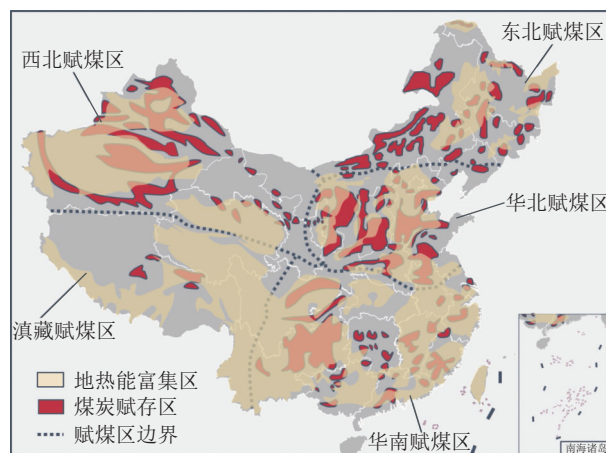 东北赋煤区
西北赋煤区
华北赋煤区
滇藏赋煤区
地热能富集区
煤炭赋存区
赋煤区边界
华南赋煤区
南海诸岛